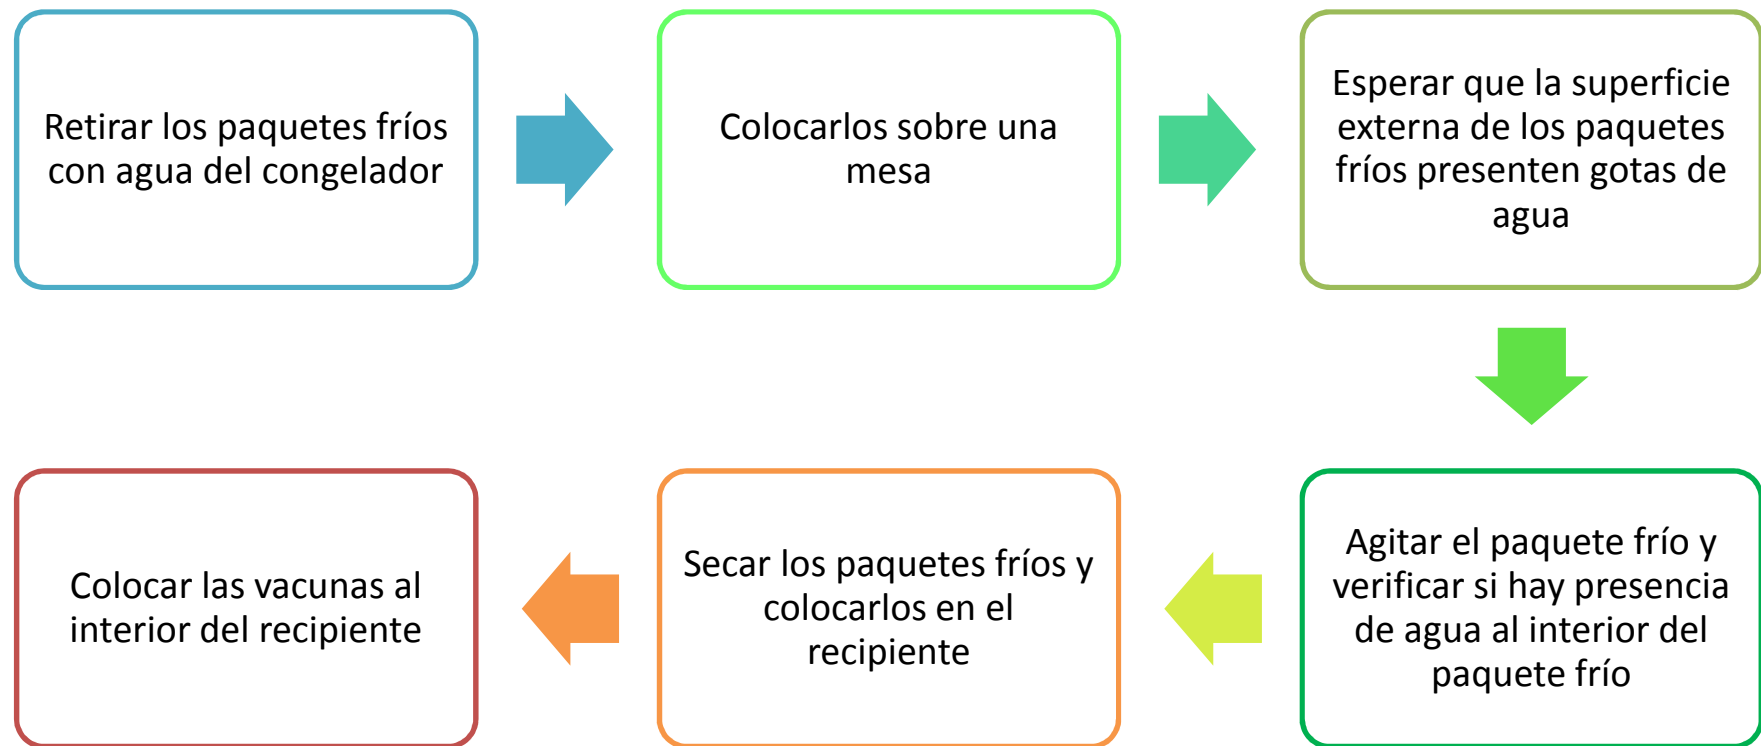 Retirar los paquetes fríos
con agua del congelador
Colocarlos sobre una
mesa
Esperar que la superficie
externa de los paquetes
fríos presenten gotas de
agua
Agitar el paquete frío y
verificar si hay presencia
de agua al interior del
paquete frío
Secar los paquetes fríos y
colocarlos en el
recipiente
Colocar las vacunas al
interior del recipiente